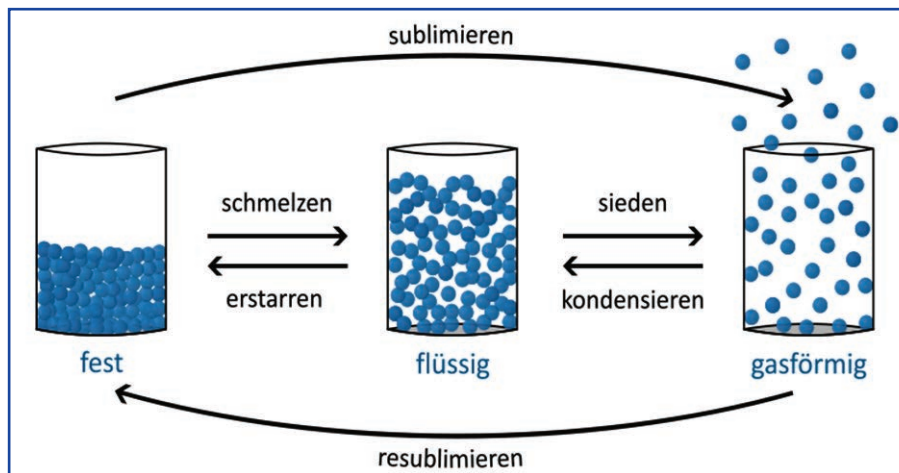 sublimieren
schmelzen
sieden
erstarren
kondensieren
fest
flüssig
gasförmig
resublimieren